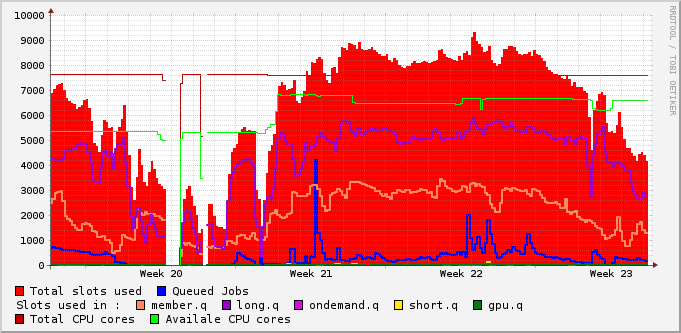 10000
9000
8000
7000
6000
5000
4000
3000
2000
1000
0
Week 20 Week 21 Week 22 Week 23
Total slots used Queued Jobs
Slots used in : member.q long.q ondemand.q short.q gpu.q
Total CPU cores Availale CPU cores
RRDTOOL / TOBI OETIKER